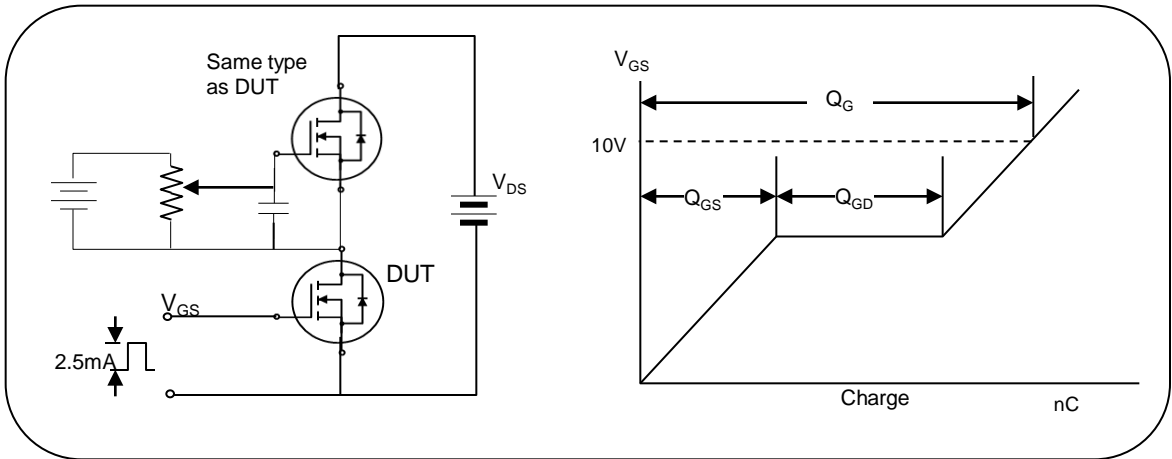 Same type
as DUT
V_DS
DUT
V_GS
2.5mA
V_GS
Q_G
10V
Q_GS
Q_GD
Charge
nC